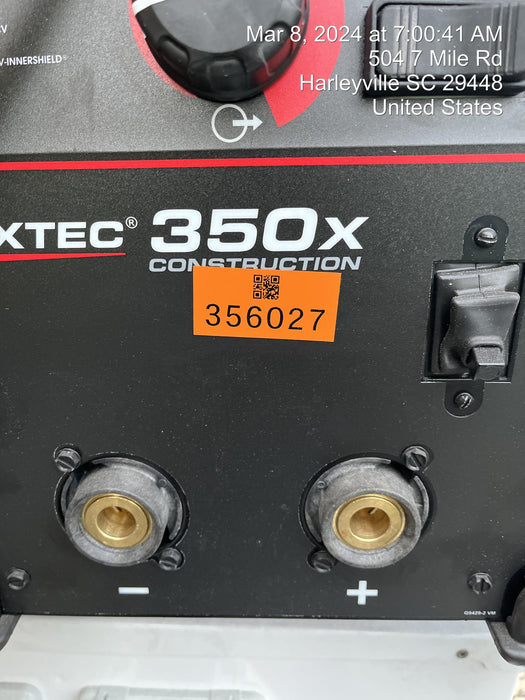 Mar 8, 2024 at 7:00:41 AM
504 7 Mile Rd
Harleyville SC 29448
United States
V-INNERSHIELD®
XTEC® 350x
CONSTRUCTION
356027
- +
G9429-2 VM